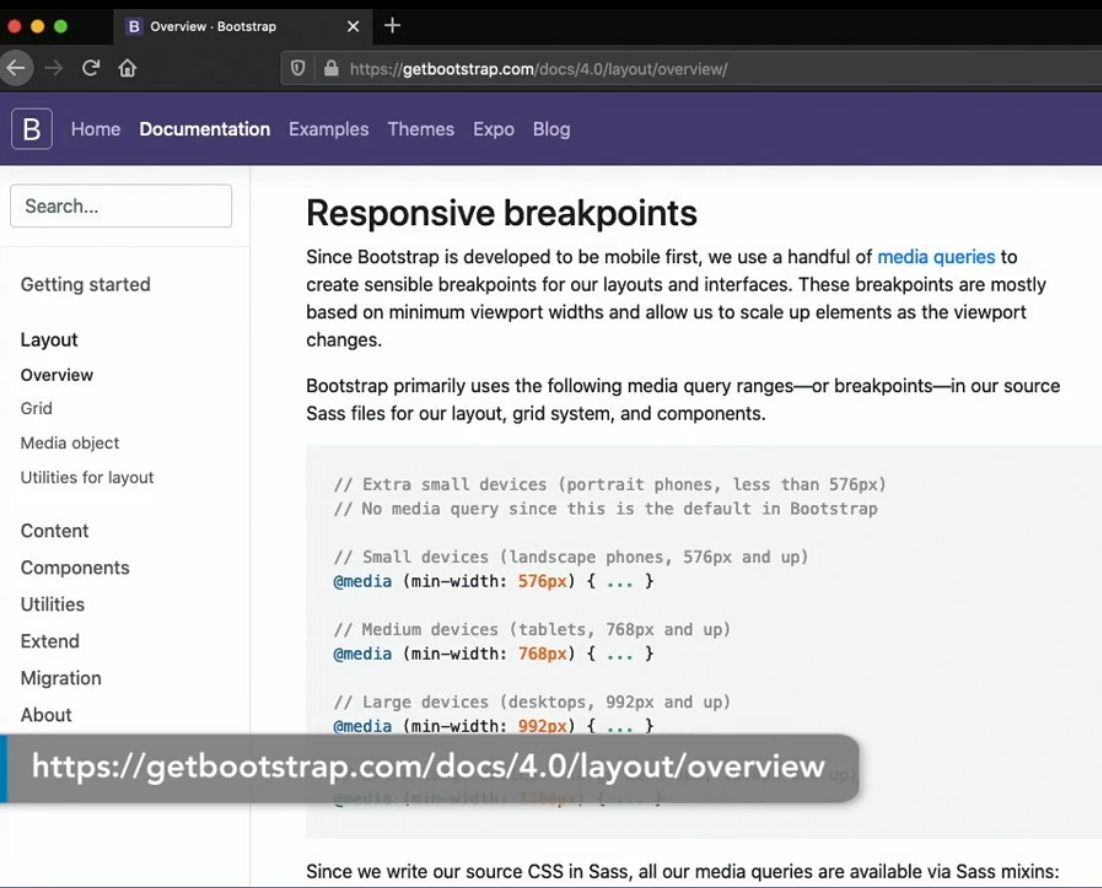 B Overview · Bootstrap
https://getbootstrap.com/docs/4.0/layout/overview/
B Home Documentation Examples Themes Expo Blog
Search...
Getting started
Layout
Overview
Grid
Media object
Utilities for layout
Content
Components
Utilities
Extend
Migration
About
Responsive breakpoints
Since Bootstrap is developed to be mobile first, we use a handful of media queries to
create sensible breakpoints for our layouts and interfaces. These breakpoints are mostly
based on minimum viewport widths and allow us to scale up elements as the viewport
changes.
Bootstrap primarily uses the following media query ranges—or breakpoints—in our source
Sass files for our layout, grid system, and components.
// Extra small devices (portrait phones, less than 576px)
// No media query since this is the default in Bootstrap
// Small devices (landscape phones, 576px and up)
@media (min-width: 576px) { ... }
// Medium devices (tablets, 768px and up)
@media (min-width: 768px) { ... }
// Large devices (desktops, 992px and up)
@media (min-width: 992px) { ... }
up)
@media (min-width: { ... }
https://getbootstrap.com/docs/4.0/layout/overview
Since we write our source CSS in Sass, all our media queries are available via Sass mixins: